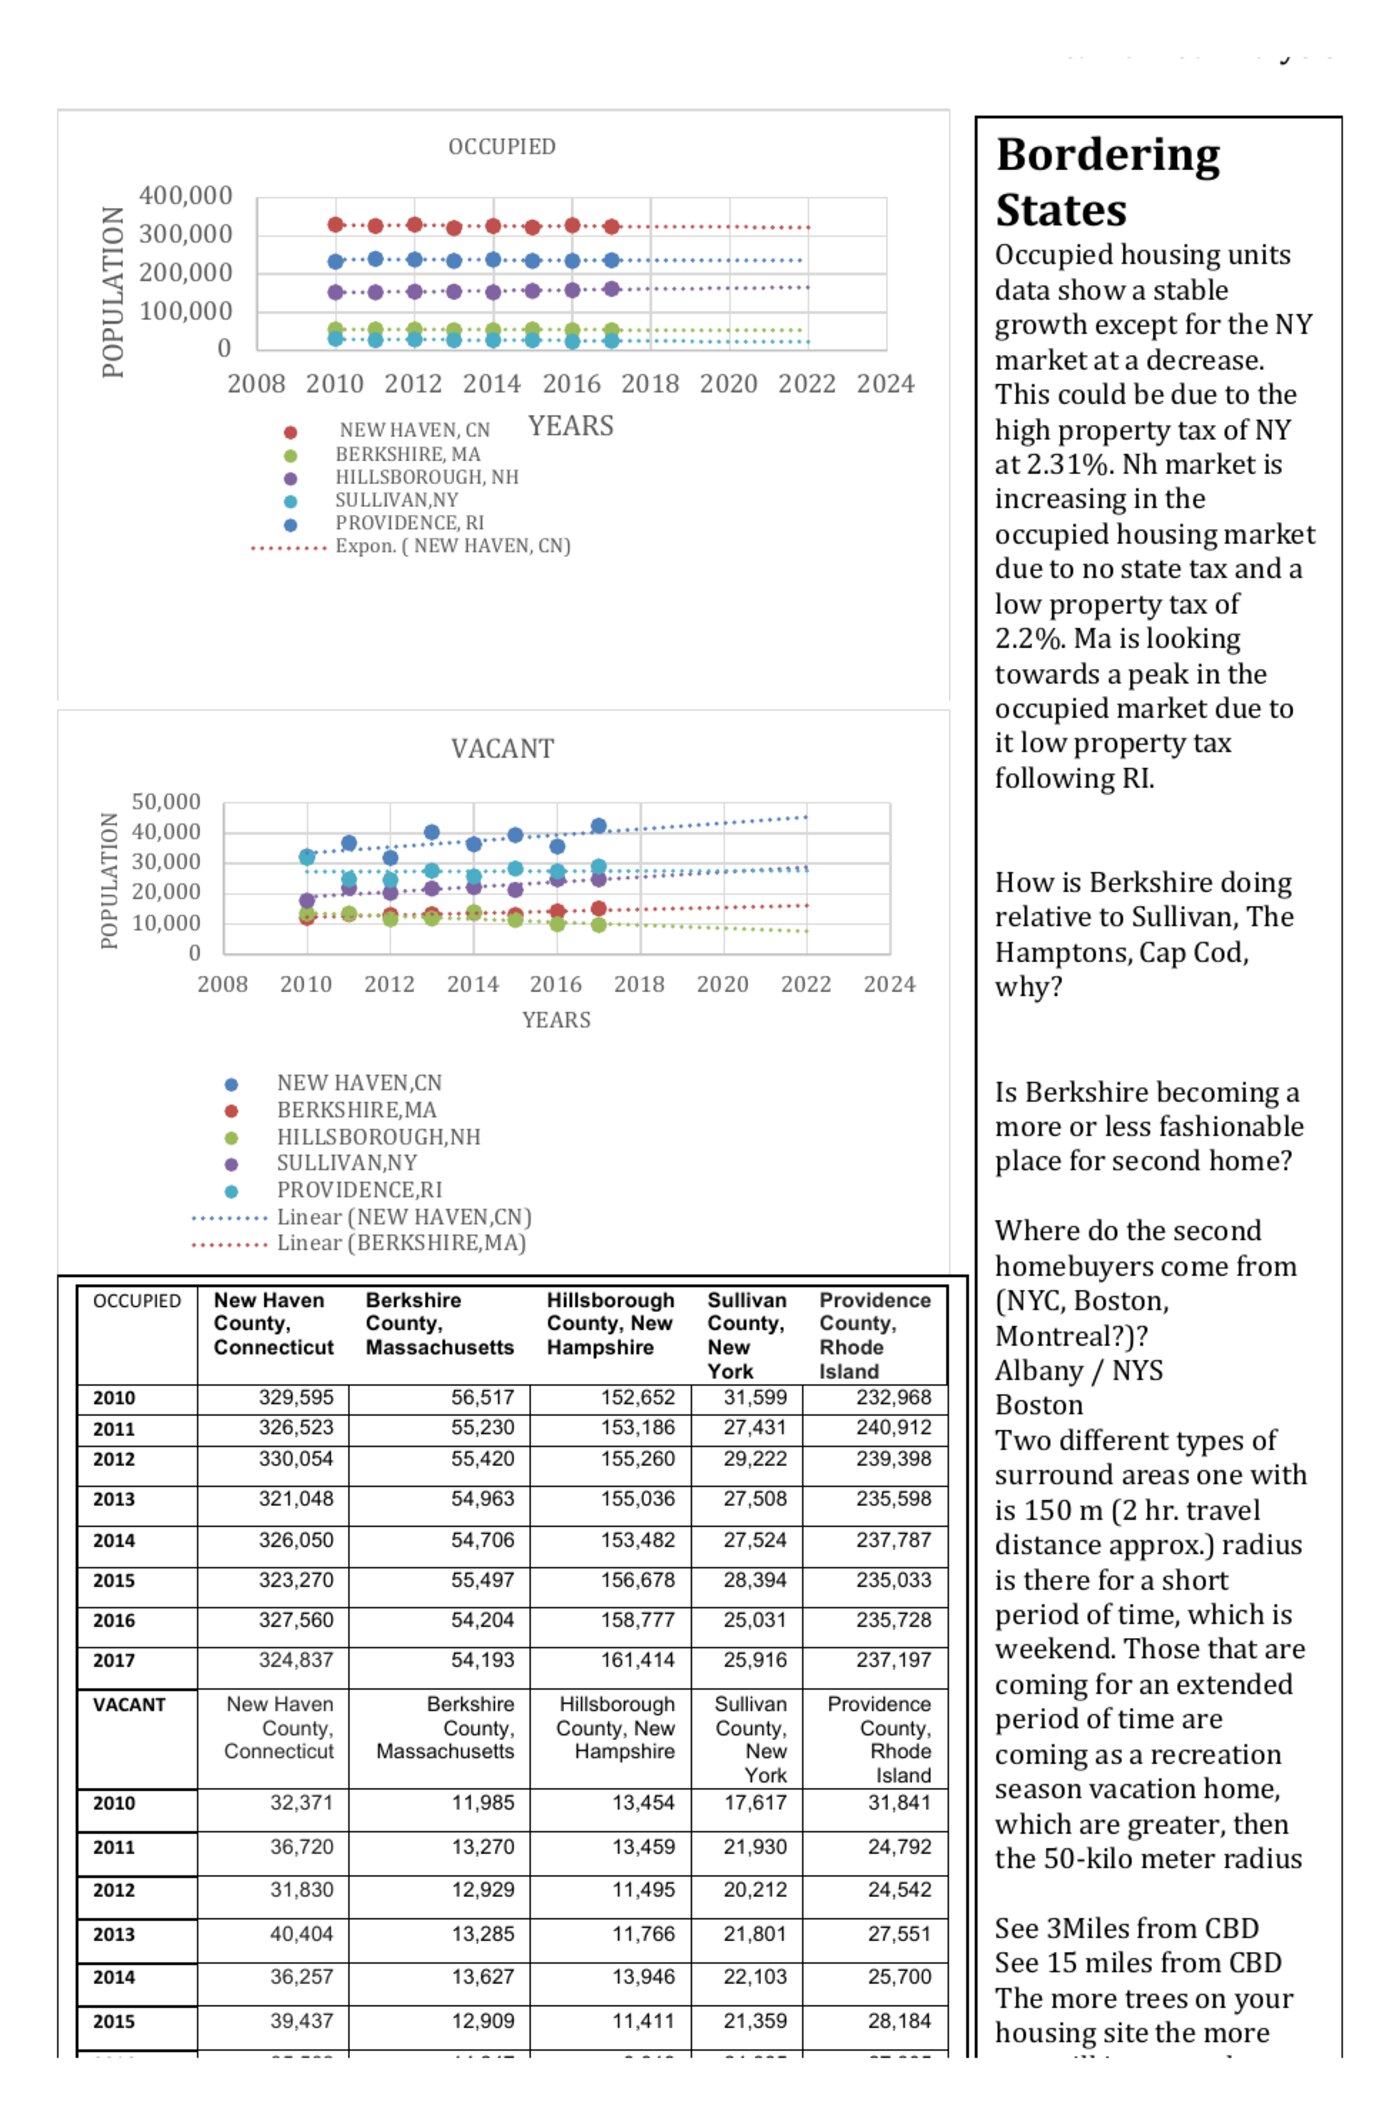 OCCUPIED
400,000
300,000
200,000
100,000
0
POPULATION
2008 2010 2012 2014 2016 2018 2020 2022 2024
YEARS
NEW HAVEN, CN
BERKSHIRE, MA
HILLSBOROUGH, NH
SULLIVAN,NY
PROVIDENCE, RI
Expon. ( NEW HAVEN, CN)
VACANT
50,000
40,000
30,000
20,000
10,000
0
POPULATION
2008 2010 2012 2014 2016 2018 2020 2022 2024
YEARS
NEW HAVEN,CN
BERKSHIRE,MA
HILLSBOROUGH,NH
SULLIVAN,NY
PROVIDENCE,RI
Linear (NEW HAVEN,CN)
Linear (BERKSHIRE,MA)
OCCUPIED New Haven Berkshire Hillsborough Sullivan Providence
County, County, County, New County, County,
Connecticut Massachusetts Hampshire New Rhode
York Island
2010 329,595 56,517 152,652 31,599 232,968
2011 326,523 55,230 153,186 27,431 240,912
2012 330,054 55,420 155,260 29,222 239,398
2013 321,048 54,963 155,036 27,508 235,598
2014 326,050 54,706 153,482 27,524 237,787
2015 323,270 55,497 156,678 28,394 235,033
2016 327,560 54,204 158,777 25,031 235,728
2017 324,837 54,193 161,414 25,916 237,197
VACANT New Haven Berkshire Hillsborough Sullivan Providence
County, County, County, New County, County,
Connecticut Massachusetts Hampshire New Rhode
York Island
2010 32,371 11,985 13,454 17,617 31,841
2011 36,720 13,270 13,459 21,930 24,792
2012 31,830 12,929 11,495 20,212 24,542
2013 40,404 13,285 11,766 21,801 27,551
2014 36,257 13,627 13,946 22,103 25,700
2015 39,437 12,909 11,411 21,359 28,184
Bordering
States
Occupied housing units
data show a stable
growth except for the NY
market at a decrease.
This could be due to the
high property tax of NY
at 2.31%. Nh market is
increasing in the
occupied housing market
due to no state tax and a
low property tax of
2.2%. Ma is looking
towards a peak in the
occupied market due to
it low property tax
following RI.
How is Berkshire doing
relative to Sullivan, The
Hamptons, Cap Cod,
why?
Is Berkshire becoming a
more or less fashionable
place for second home?
Where do the second
homebuyers come from
(NYC, Boston,
Montreal?)?
Albany / NYS
Boston
Two different types of
surround areas one with
is 150 m (2 hr. travel
distance approx.) radius
is there for a short
period of time, which is
weekend. Those that are
coming for an extended
period of time are
coming as a recreation
season vacation home,
which are greater, then
the 50-kilo meter radius
See 3Miles from CBD
See 15 miles from CBD
The more trees on your
housing site the more